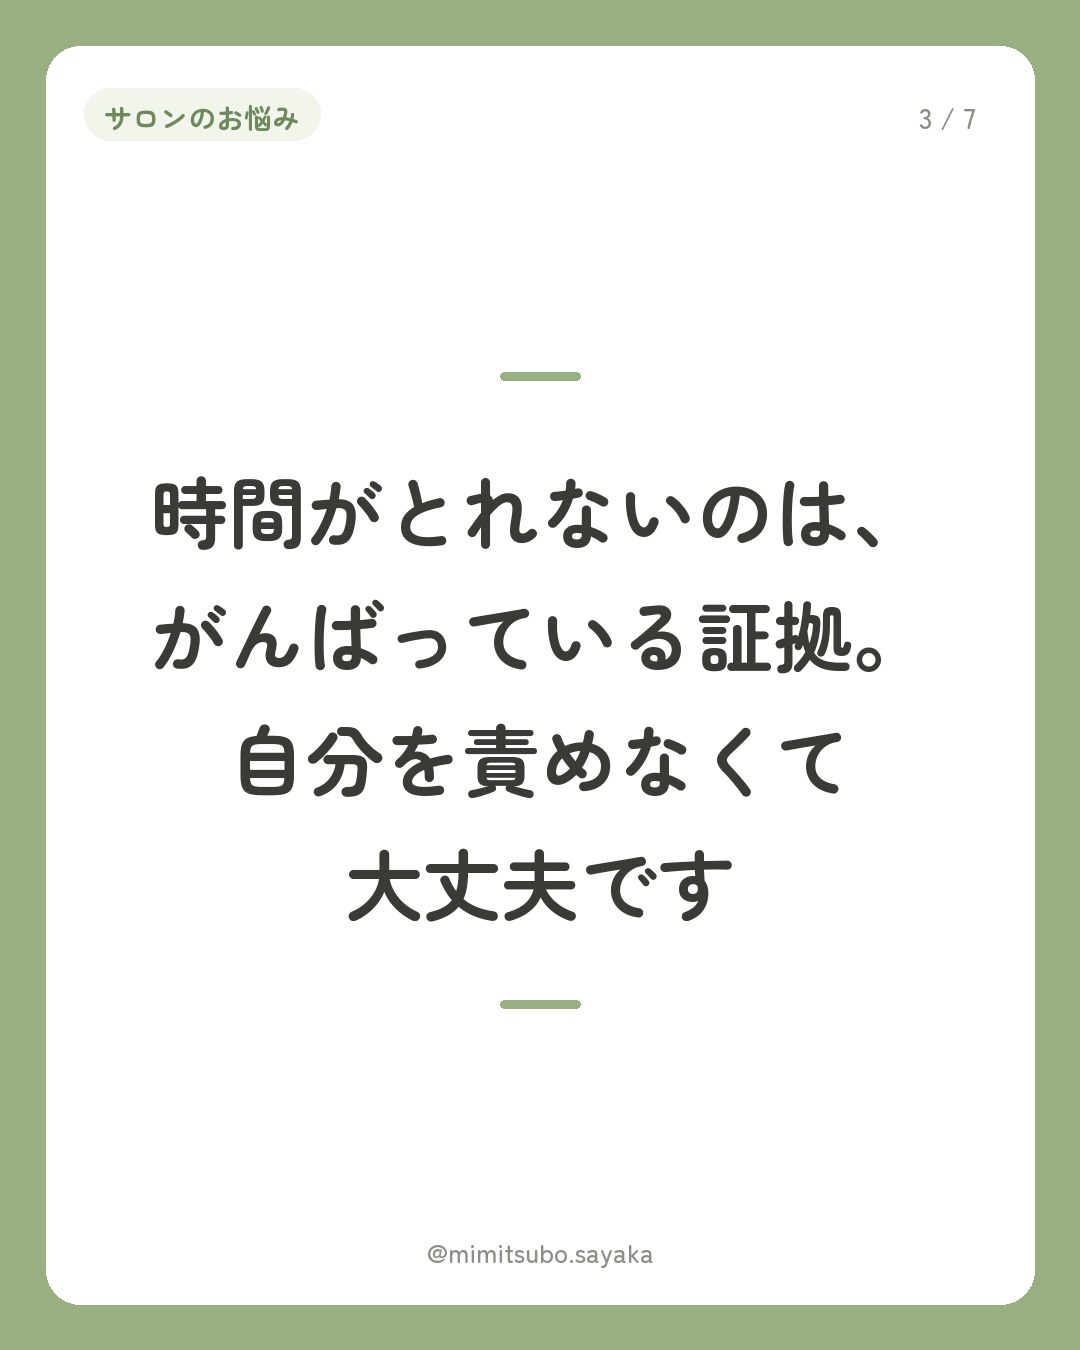 サロンのお悩み
3 / 7
時間がとれないのは、
がんばっている証拠。
自分を責めなくて
大丈夫です
@mimitsubo.sayaka